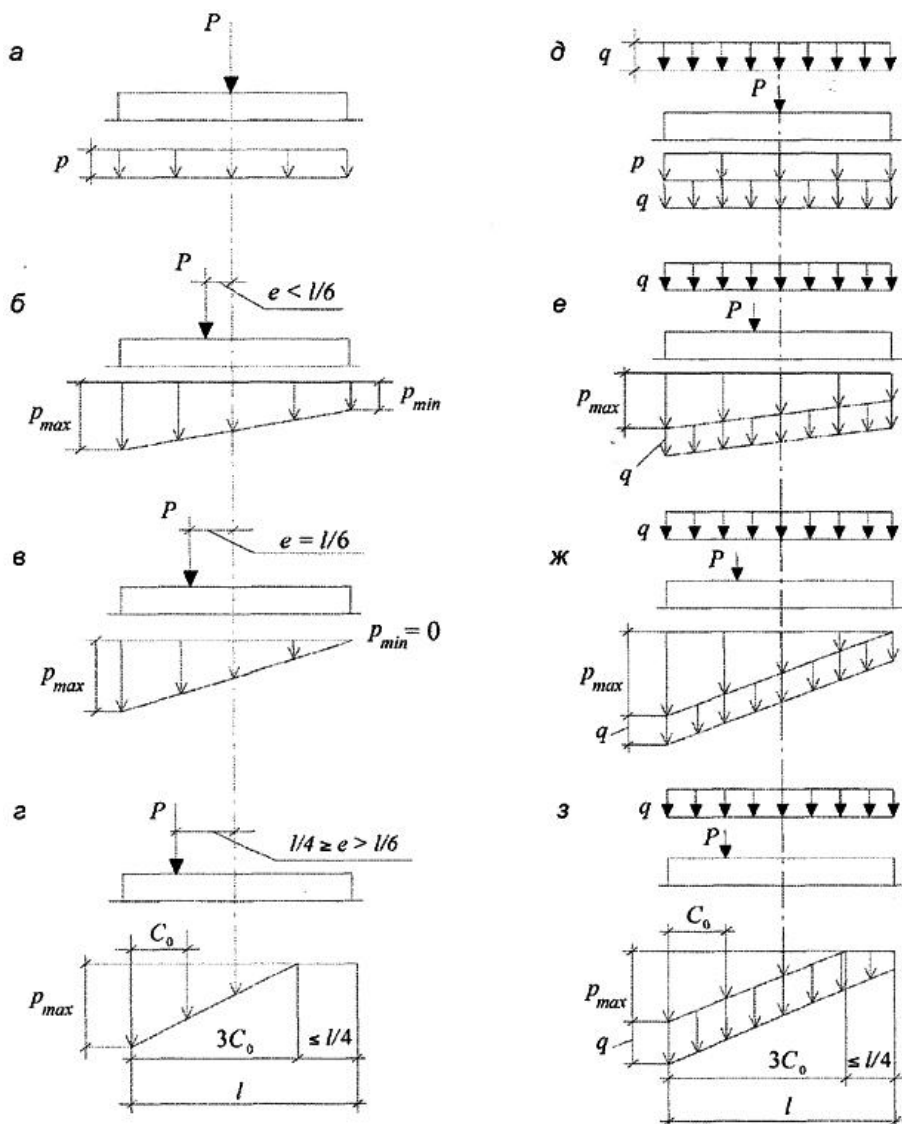 а
P
p
б
P
e < l/6
p_max
p_min
в
P
e = l/6
p_max
p_min = 0
г
P
l/4 ≥ e > l/6
C₀
p_max
3C₀
≤ l/4
l
д
q
P
p
q
е
q
P
p_max
q
ж
q
P
p_max
q
з
q
P
C₀
p_max
q
3C₀
≤ l/4
l